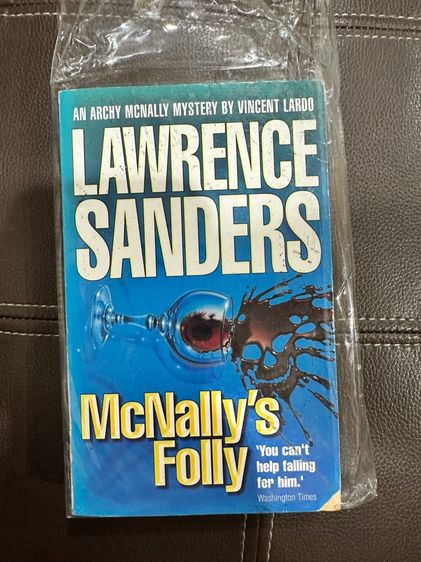 AN ARCHY MCNALLY MYSTERY BY VINCENT LARDO
LAWRENCE
SANDERS
McNally's
Folly
'You can't
help falling
for him.'
Washington Times